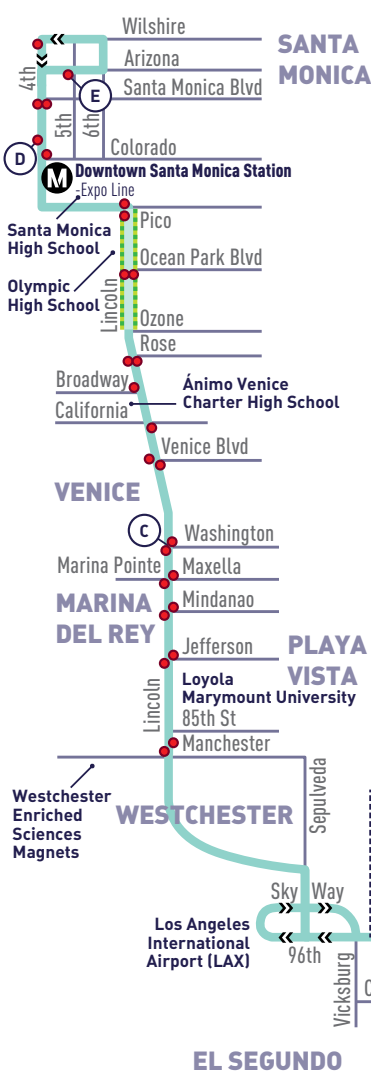 Wilshire
SANTA
MONICA
4th
Arizona
E
Santa Monica Blvd
5th
6th
D
Colorado
M
Downtown Santa Monica Station
-Expo Line
Santa Monica
High School
Pico
Olympic
High School
Ocean Park Blvd
Lincoln
Ozone
Rose
Broadway
Ánimo Venice
Charter High School
California
Venice Blvd
VENICE
C
Washington
Marina Pointe
Maxella
MARINA
DEL REY
Mindanao
Jefferson
PLAYA
VISTA
Loyola
Marymount University
Lincoln
85th St
Manchester
Westchester
Enriched
Sciences
Magnets
WESTCHESTER
Sepulveda
Sky Way
Los Angeles
International
Airport (LAX)
96th
Vicksburg
C
EL SEGUNDO